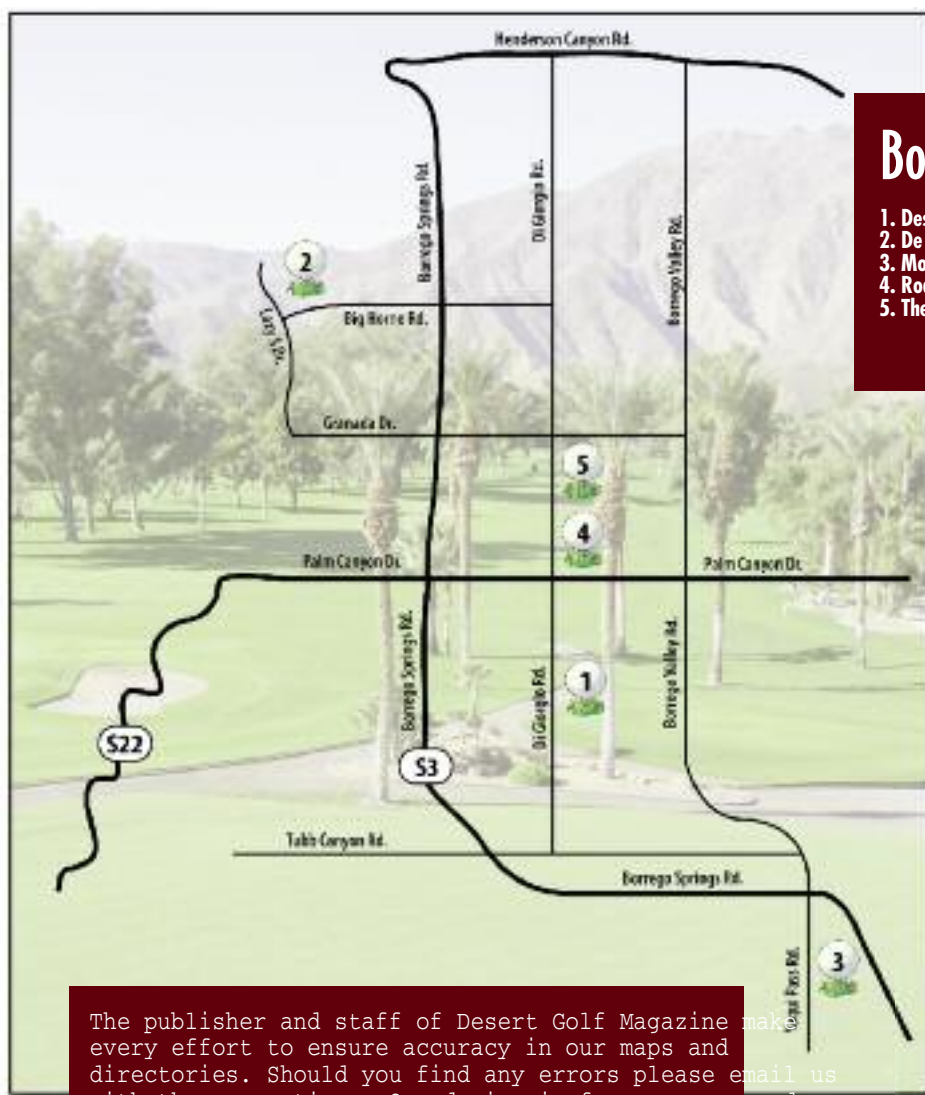 Henderson Canyon Rd.
Borrego Springs Rd.
Di Giorgio Rd.
Borrego Valley Rd.
Bo
1. Des
2. De
3. Mo
4. Roa
5. The
2
Lazy S Dr.
Big Horne Rd.
Granada Dr.
5
4
Palm Canyon Dr.
Palm Canyon Dr.
Borrego Springs Rd.
Di Giorgio Rd.
1
Borrego Valley Rd.
S22
S3
Tubb Canyon Rd.
Borrego Springs Rd.
Pass Rd.
3
The publisher and staff of Desert Golf Magazine make
every effort to ensure accuracy in our maps and
directories. Should you find any errors please email us